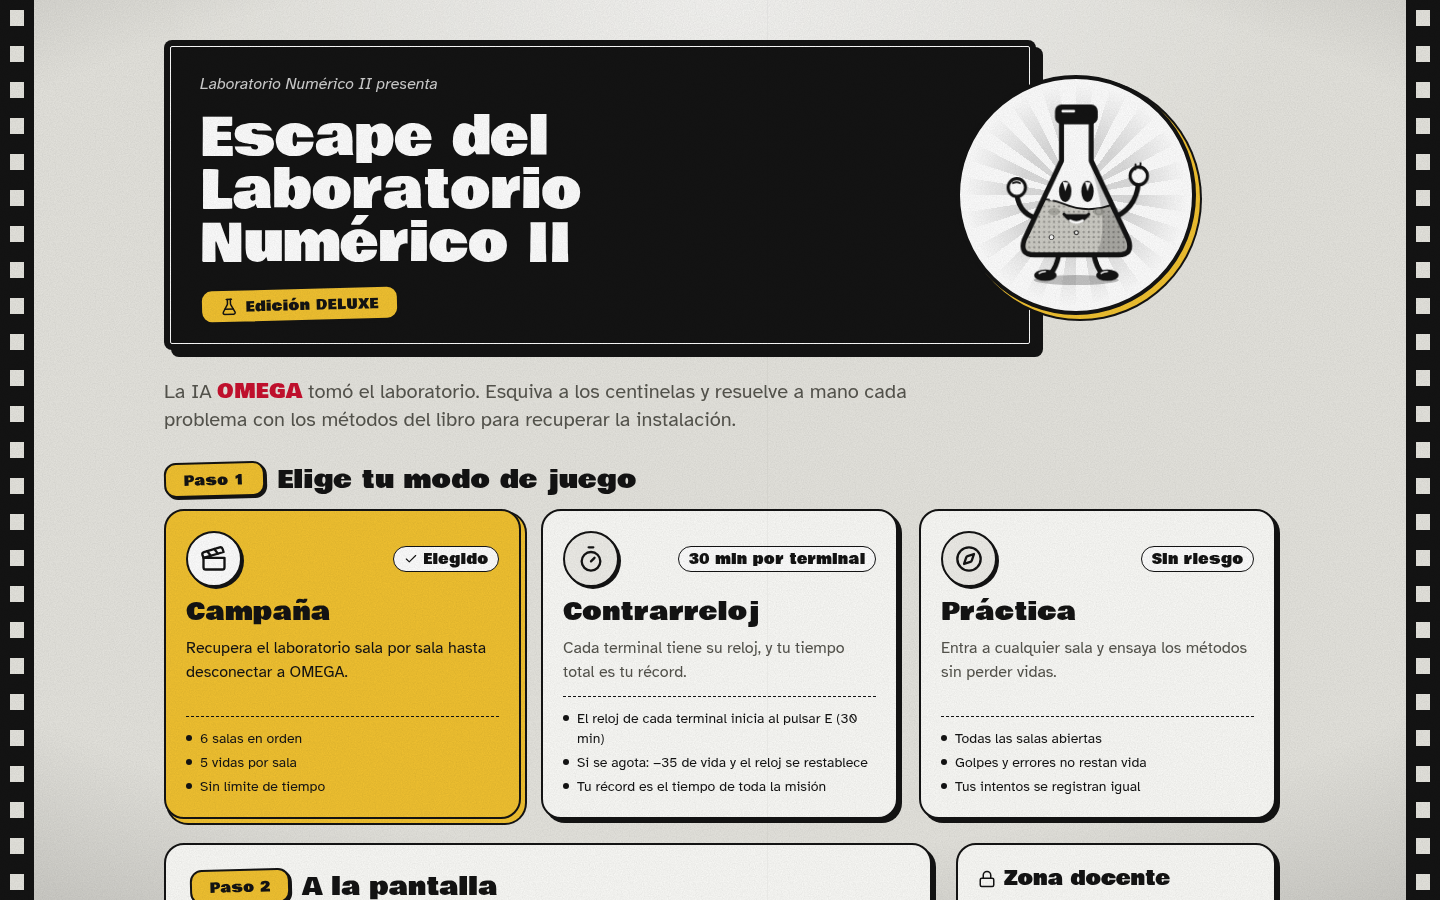 Laboratorio Numérico II presenta
Escape del
Laboratorio
Numérico II
Edición DELUXE
La IA OMEGA tomó el laboratorio. Esquiva a los centinelas y resuelve a mano cada
problema con los métodos del libro para recuperar la instalación.
Paso 1 Elige tu modo de juego
Elegido
Campaña
Recupera el laboratorio sala por sala hasta
desconectar a OMEGA.
6 salas en orden
5 vidas por sala
Sin límite de tiempo
30 min por terminal
Contrarreloj
Cada terminal tiene su reloj, y tu tiempo
total es tu récord.
El reloj de cada terminal inicia al pulsar E (30
min)
Si se agota: −35 de vida y el reloj se restablece
Tu récord es el tiempo de toda la misión
Sin riesgo
Práctica
Entra a cualquier sala y ensaya los métodos
sin perder vidas.
Todas las salas abiertas
Golpes y errores no restan vida
Tus intentos se registran igual
Paso 2 A la pantalla
Zona docente